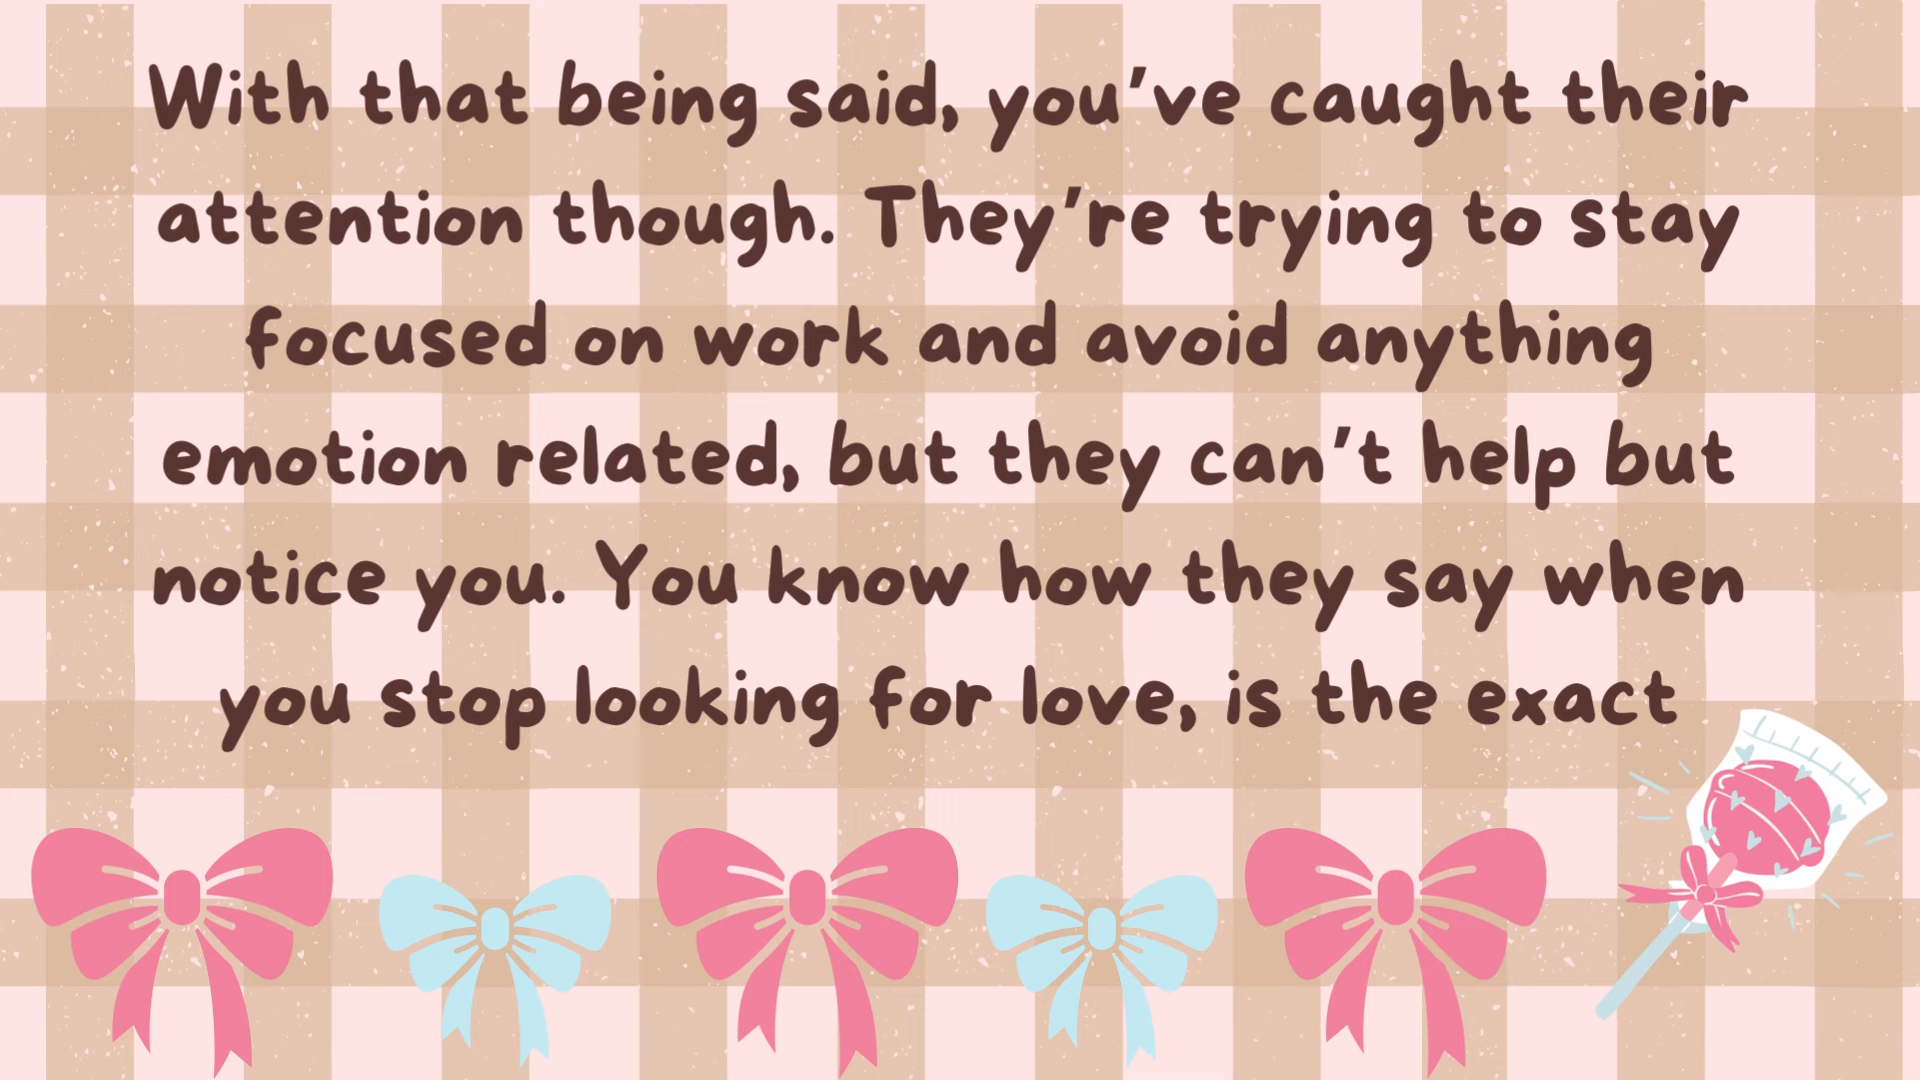 With that being said, you've caught their
attention though. They're trying to stay
focused on work and avoid anything
emotion related, but they can't help but
notice you. You know how they say when
you stop looking for love, is the exact